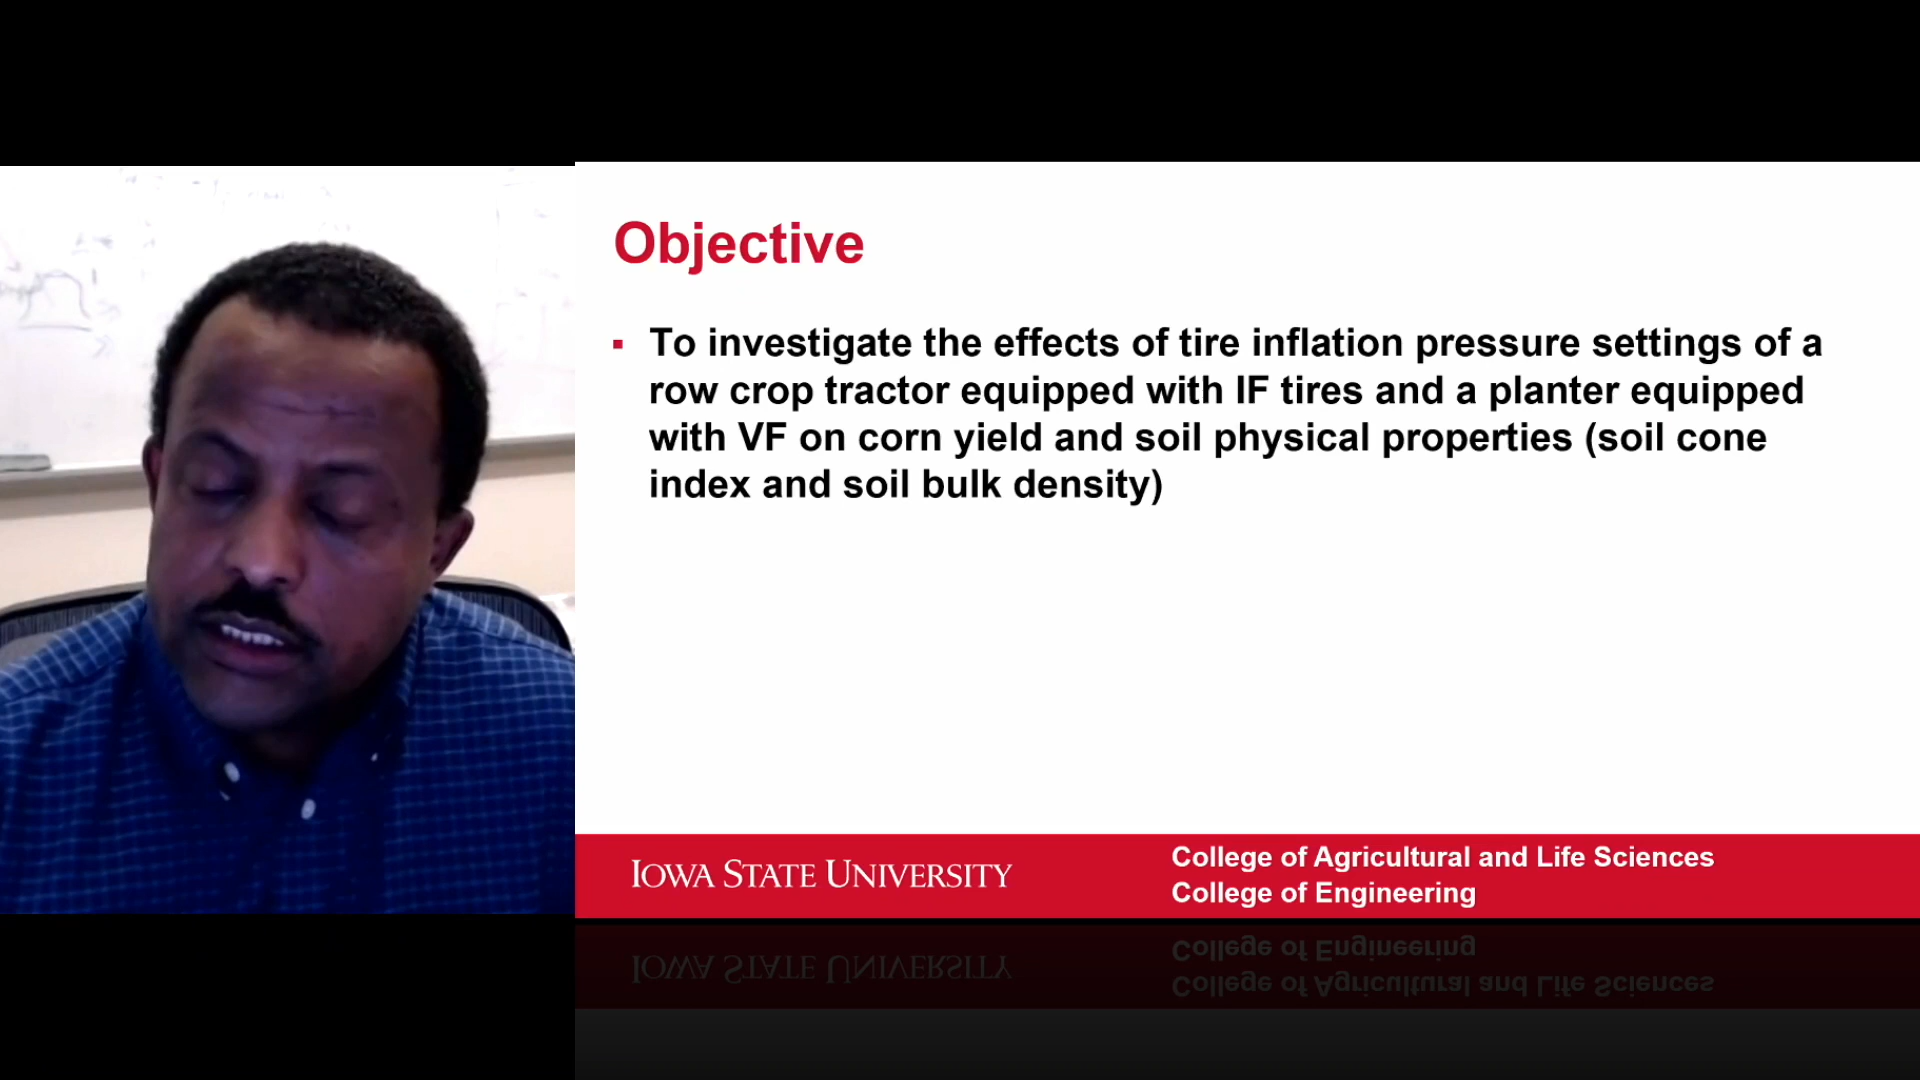 Objective
▪ To investigate the effects of tire inflation pressure settings of a
row crop tractor equipped with IF tires and a planter equipped
with VF on corn yield and soil physical properties (soil cone
index and soil bulk density)
IOWA STATE UNIVERSITY
College of Agricultural and Life Sciences
College of Engineering